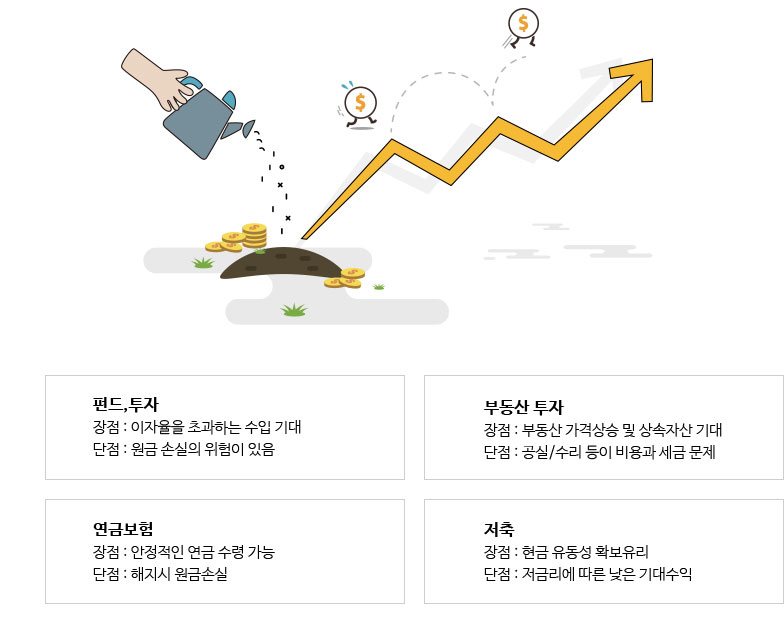 $
$
펀드,투자
장점 : 이자율을 초과하는 수입 기대
단점 : 원금 손실의 위험이 있음
부동산 투자
장점 : 부동산 가격상승 및 상속자산 기대
단점 : 공실/수리 등이 비용과 세금 문제
연금보험
장점 : 안정적인 연금 수령 가능
단점 : 해지시 원금손실
저축
장점 : 현금 유동성 확보유리
단점 : 저금리에 따른 낮은 기대수익